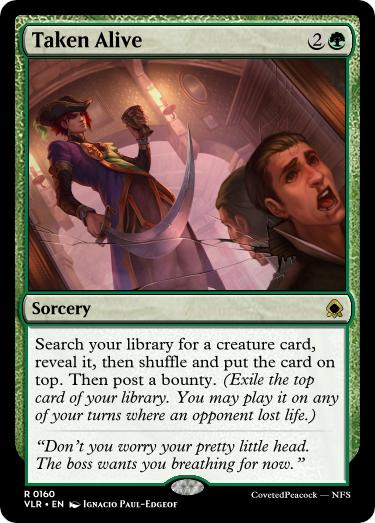 Taken Alive 2
Sorcery
Search your library for a creature card,
reveal it, then shuffle and put the card on
top. Then post a bounty. (Exile the top
card of your library. You may play it on any
of your turns where an opponent lost life.)
“Don’t you worry your pretty little head.
The boss wants you breathing for now.”
R 0160
VLR • EN Ignacio Paul-Edgeof
CovetedPeacock — NFS